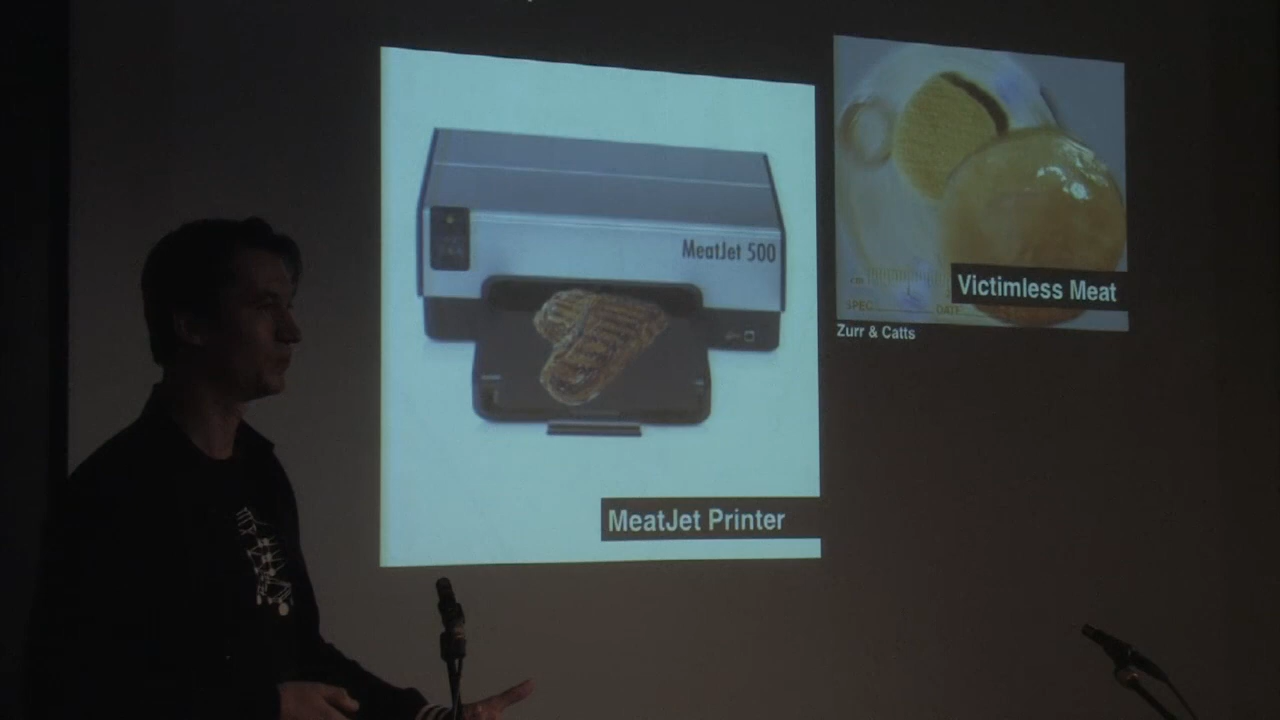 MeatJet 500
MeatJet Printer
Victimless Meat
SPEC.
DATE
Zurr & Catts